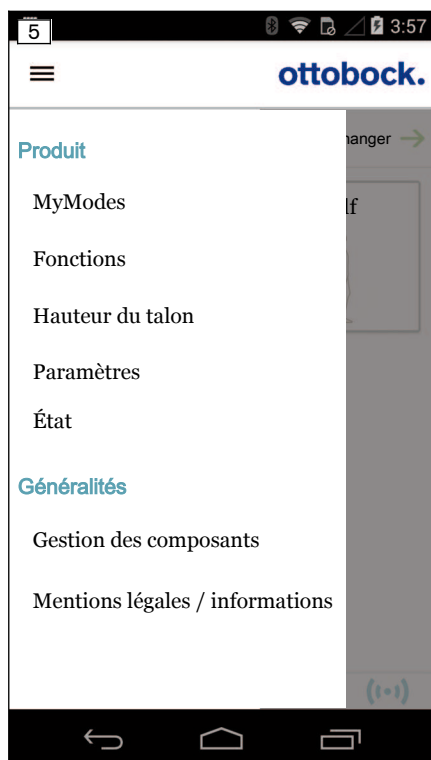 5
3:57
ottobock.
Produit
hanger
MyModes
lf
Fonctions
Hauteur du talon
Paramètres
État
Généralités
Gestion des composants
Mentions légales / informations